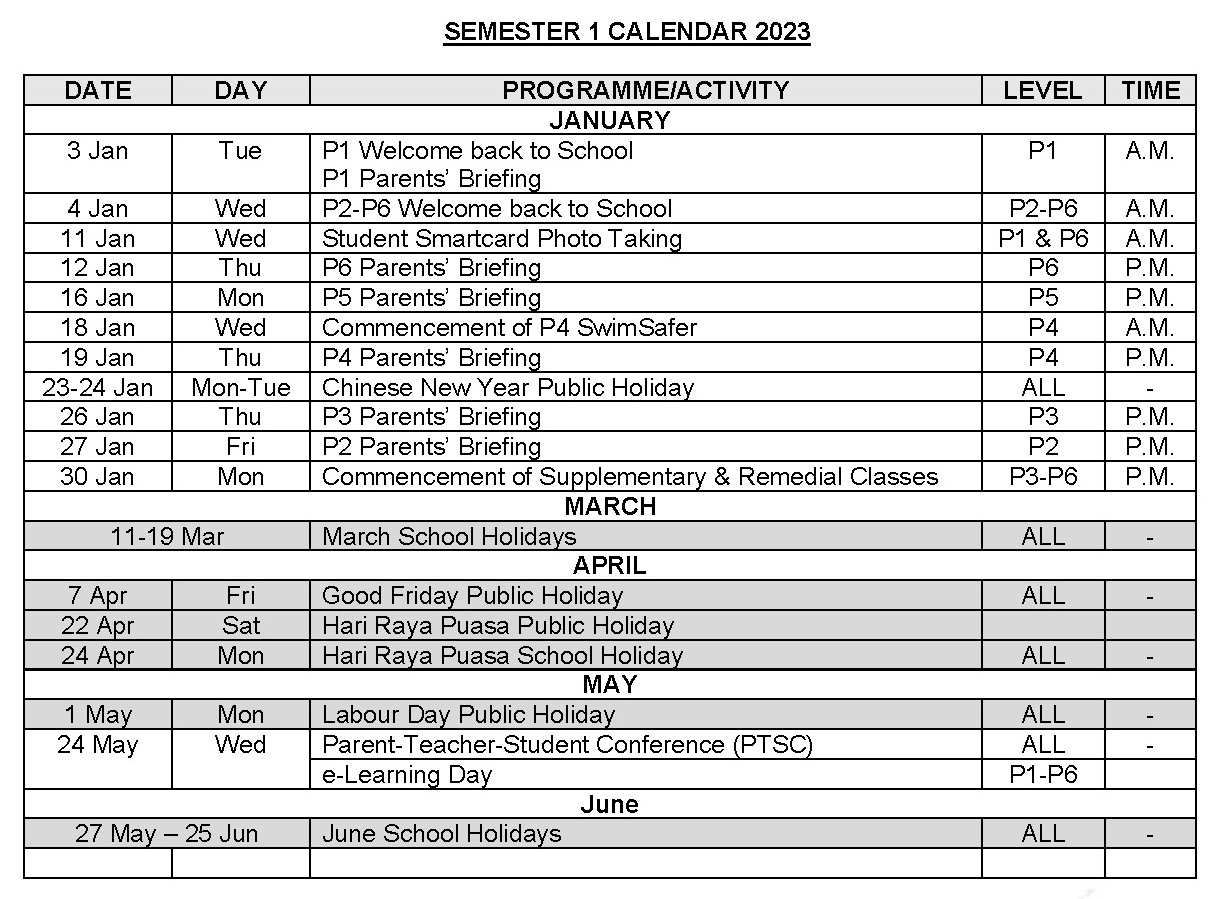 SEMESTER 1 CALENDAR 2023
DATE DAY PROGRAMME/ACTIVITY LEVEL TIME
JANUARY
3 Jan Tue P1 Welcome back to School P1 A.M.
P1 Parents’ Briefing
4 Jan Wed P2-P6 Welcome back to School P2-P6 A.M.
11 Jan Wed Student Smartcard Photo Taking P1 & P6 A.M.
12 Jan Thu P6 Parents’ Briefing P6 P.M.
16 Jan Mon P5 Parents’ Briefing P5 P.M.
18 Jan Wed Commencement of P4 SwimSafer P4 A.M.
19 Jan Thu P4 Parents’ Briefing P4 P.M.
23-24 Jan Mon-Tue Chinese New Year Public Holiday ALL -
26 Jan Thu P3 Parents’ Briefing P3 P.M.
27 Jan Fri P2 Parents’ Briefing P2 P.M.
30 Jan Mon Commencement of Supplementary & Remedial Classes P3-P6 P.M.
MARCH
11-19 Mar March School Holidays ALL -
APRIL
7 Apr Fri Good Friday Public Holiday ALL -
22 Apr Sat Hari Raya Puasa Public Holiday
24 Apr Mon Hari Raya Puasa School Holiday ALL -
MAY
1 May Mon Labour Day Public Holiday ALL -
24 May Wed Parent-Teacher-Student Conference (PTSC) ALL -
e-Learning Day P1-P6
June
27 May – 25 Jun June School Holidays ALL -